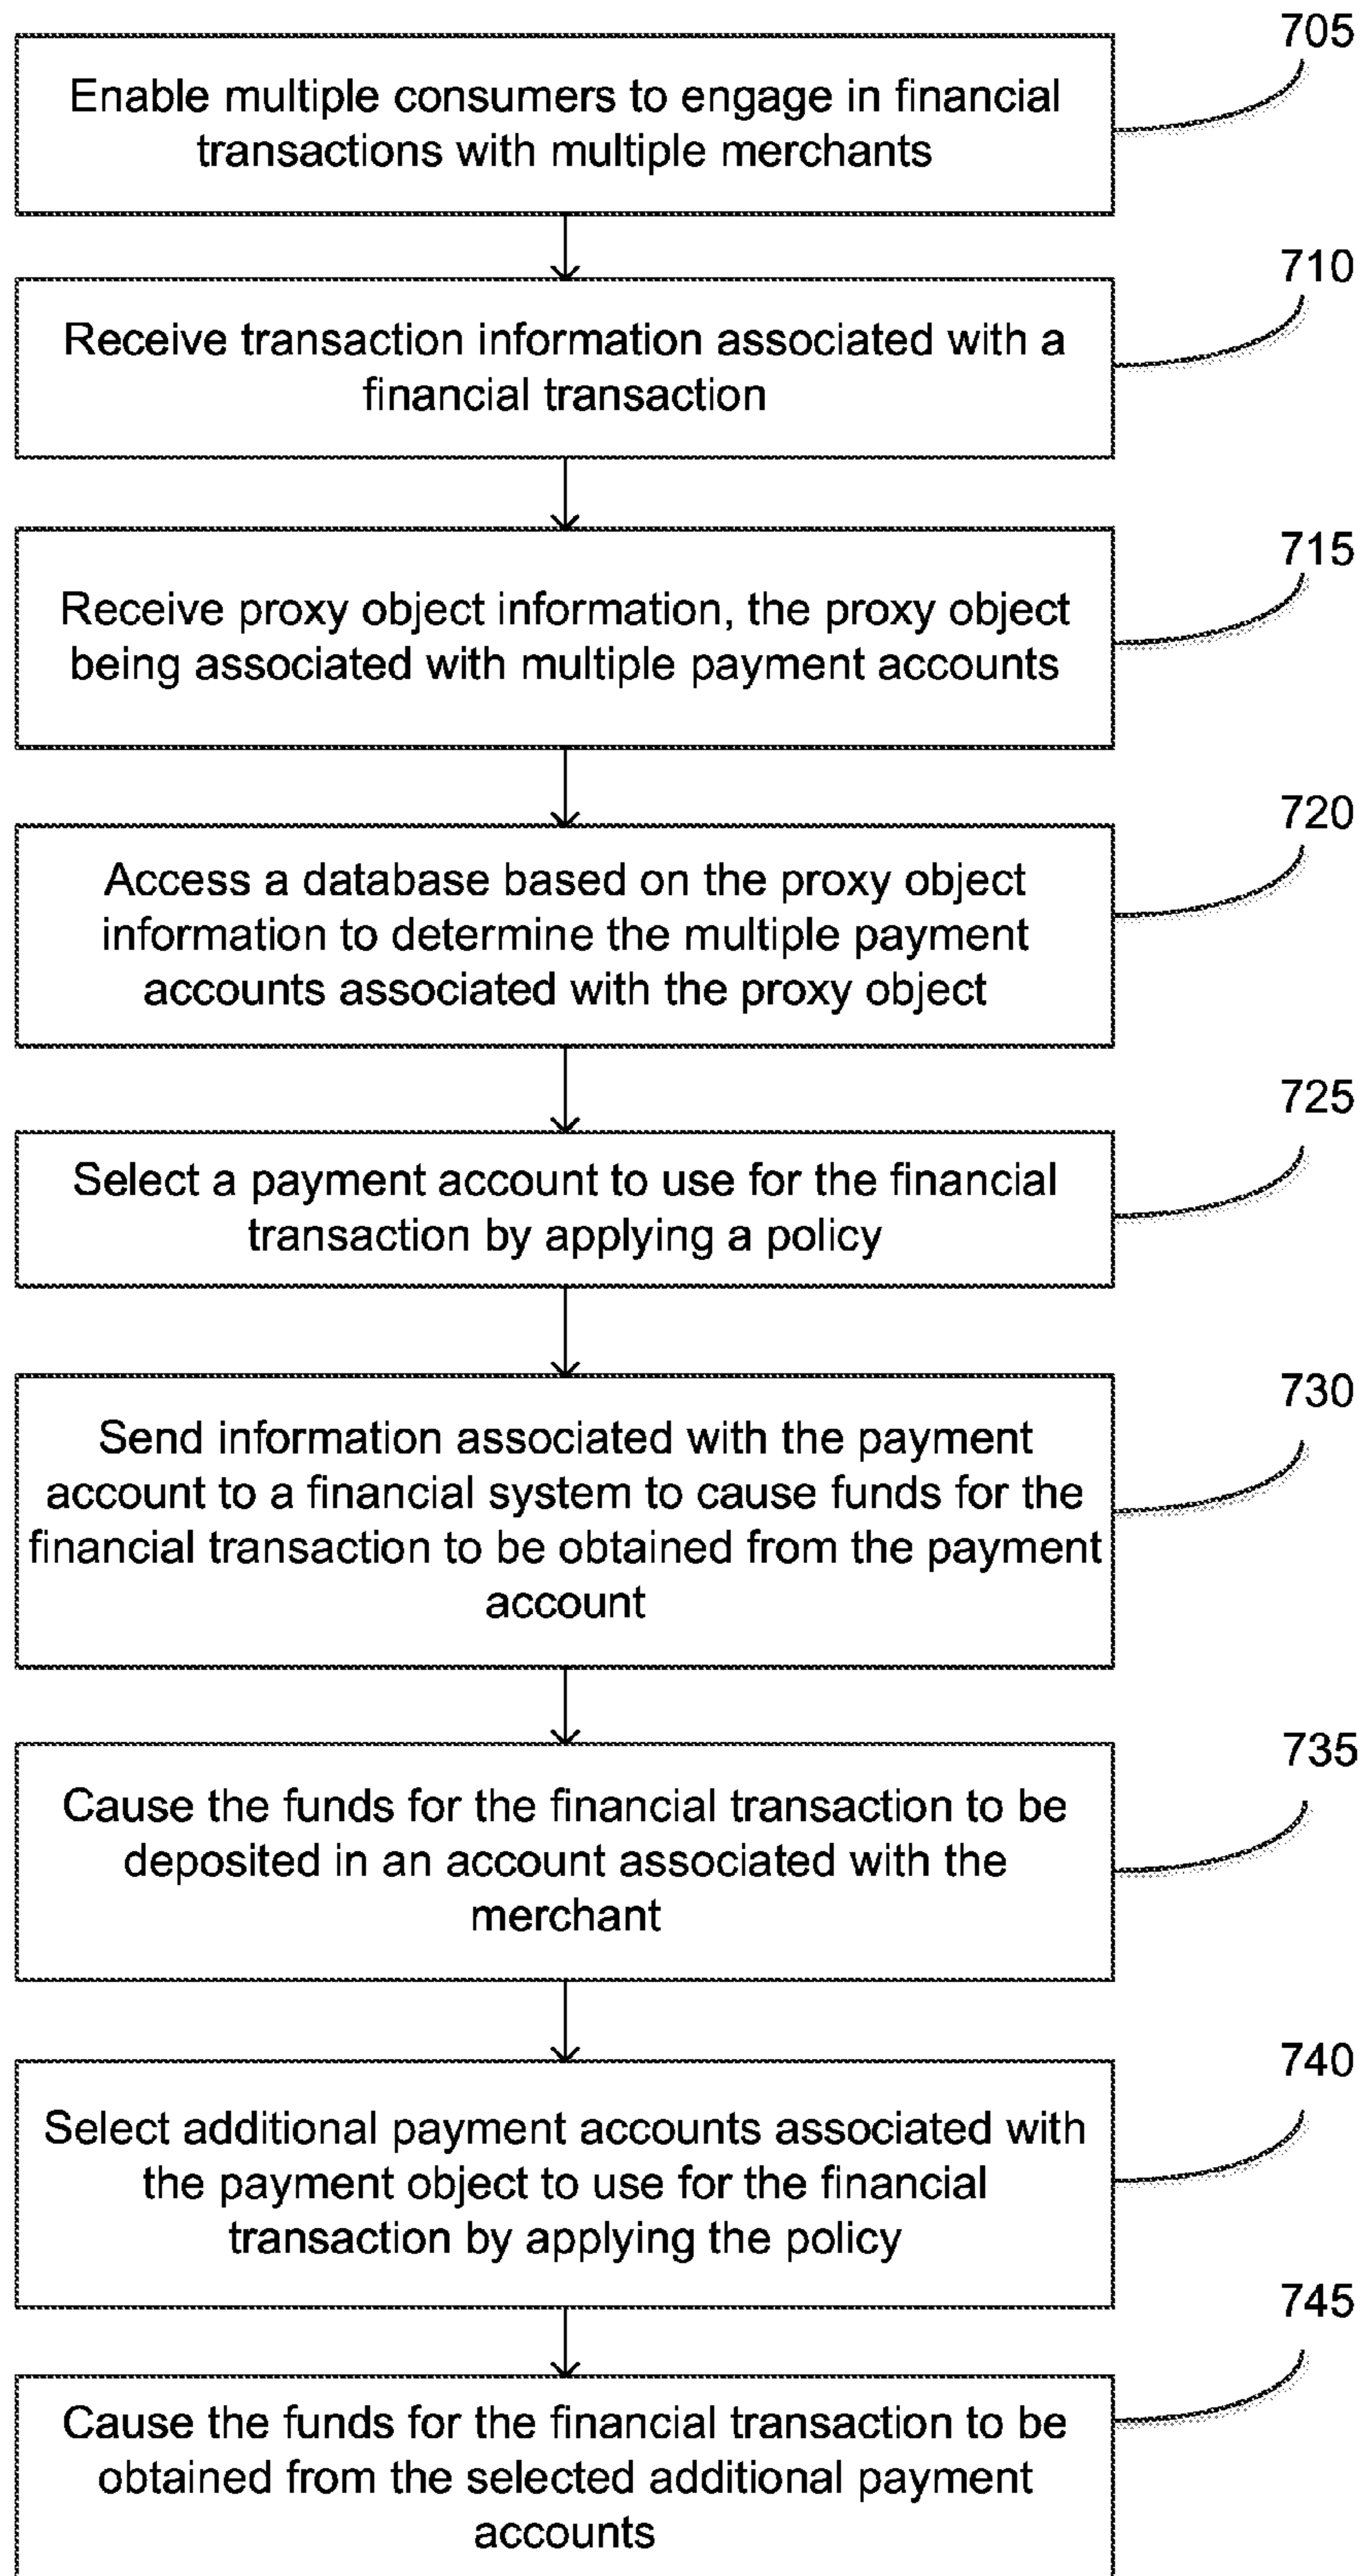 705
Enable multiple consumers to engage in financial
transactions with multiple merchants
710
Receive transaction information associated with a
financial transaction
715
Receive proxy object information, the proxy object
being associated with multiple payment accounts
720
Access a database based on the proxy object
information to determine the multiple payment
accounts associated with the proxy object
725
Select a payment account to use for the financial
transaction by applying a policy
730
Send information associated with the payment
account to a financial system to cause funds for the
financial transaction to be obtained from the payment
account
735
Cause the funds for the financial transaction to be
deposited in an account associated with the
merchant
740
Select additional payment accounts associated with
the payment object to use for the financial
transaction by applying the policy
745
Cause the funds for the financial transaction to be
obtained from the selected additional payment
accounts